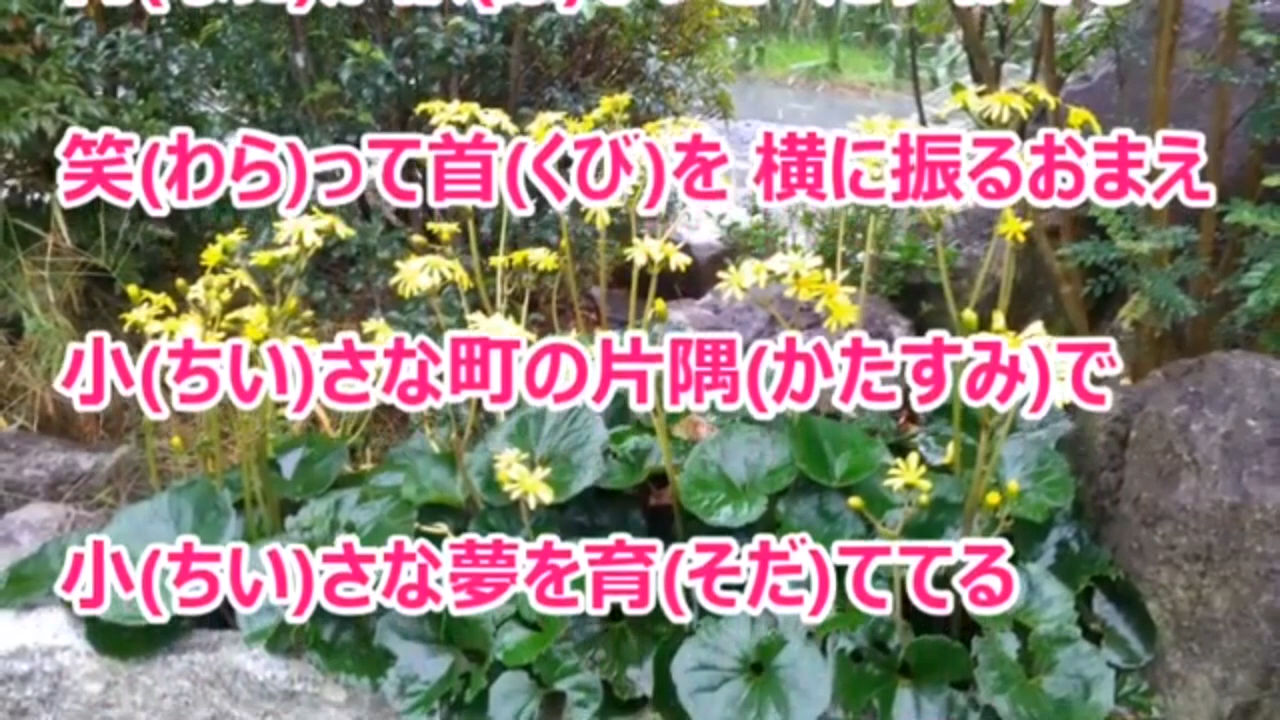 笑(わら)って首(くび)を 横に振るおまえ
小(ちい)さな町の片隅(かたすみ)で
小(ちい)さな夢を育(そだ)ててる